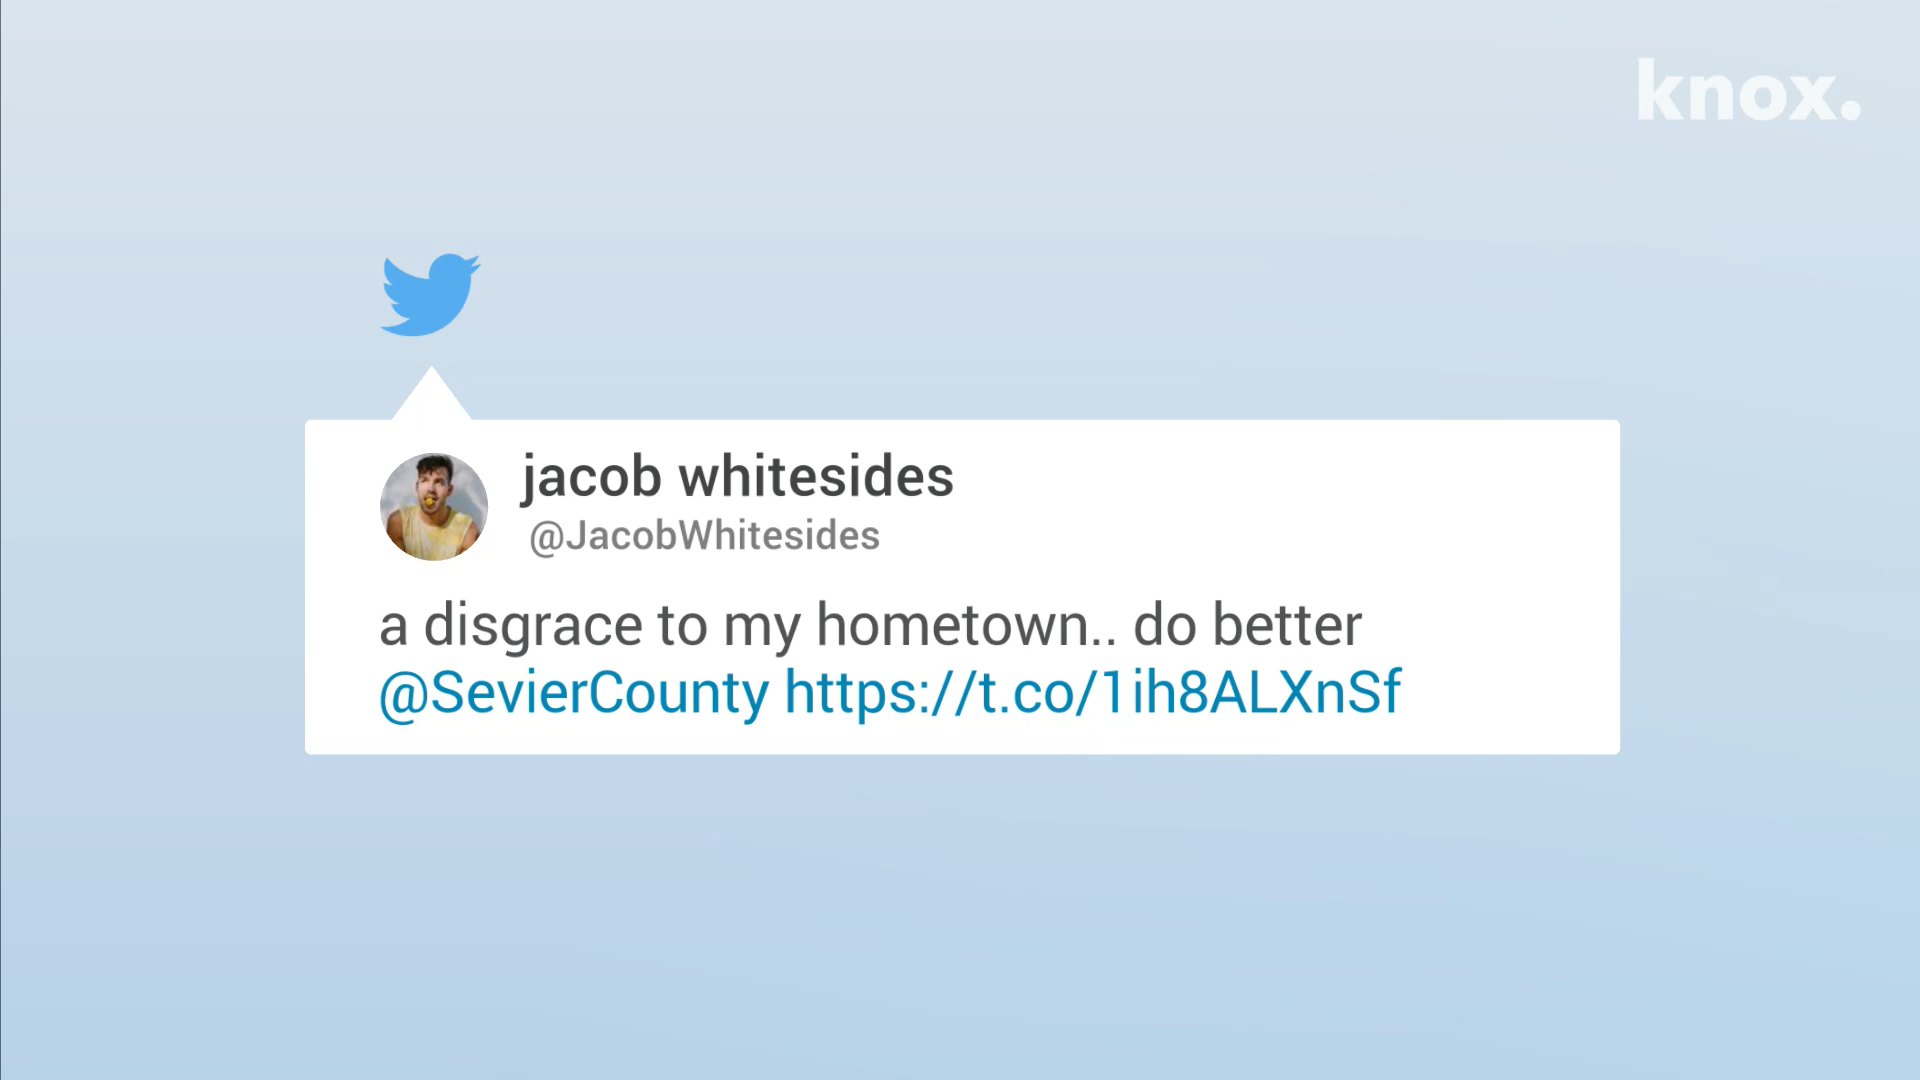 knox.
jacob whitesides
@JacobWhitesides
a disgrace to my hometown.. do better
@SevierCounty https://t.co/1ih8ALXnSf